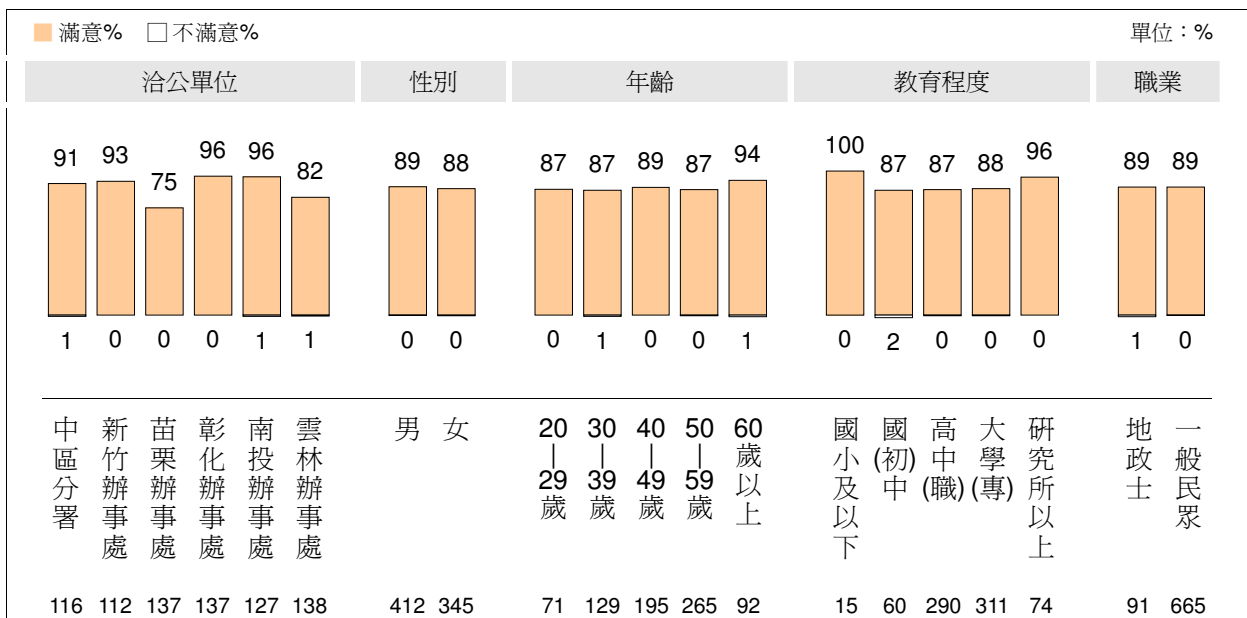 滿意% 不滿意% 單位：%
洽公單位 性別 年齡 教育程度 職業
91 93 75 96 96 82 89 88 87 87 89 87 94 100 87 87 88 96 89 89
1 0 0 0 1 1 0 0 0 1 0 0 1 0 2 0 0 0 1 0
中區分署
新竹辦事處
苗栗辦事處
彰化辦事處
南投辦事處
雲林辦事處
男
女
20|29歲
30|39歲
40|49歲
50|59歲
60歲以上
國小及以下
國(初)中
高中(職)
大學(專)
研究所以上
地政士
一般民眾
116 112 137 137 127 138 412 345 71 129 195 265 92 15 60 290 311 74 91 665